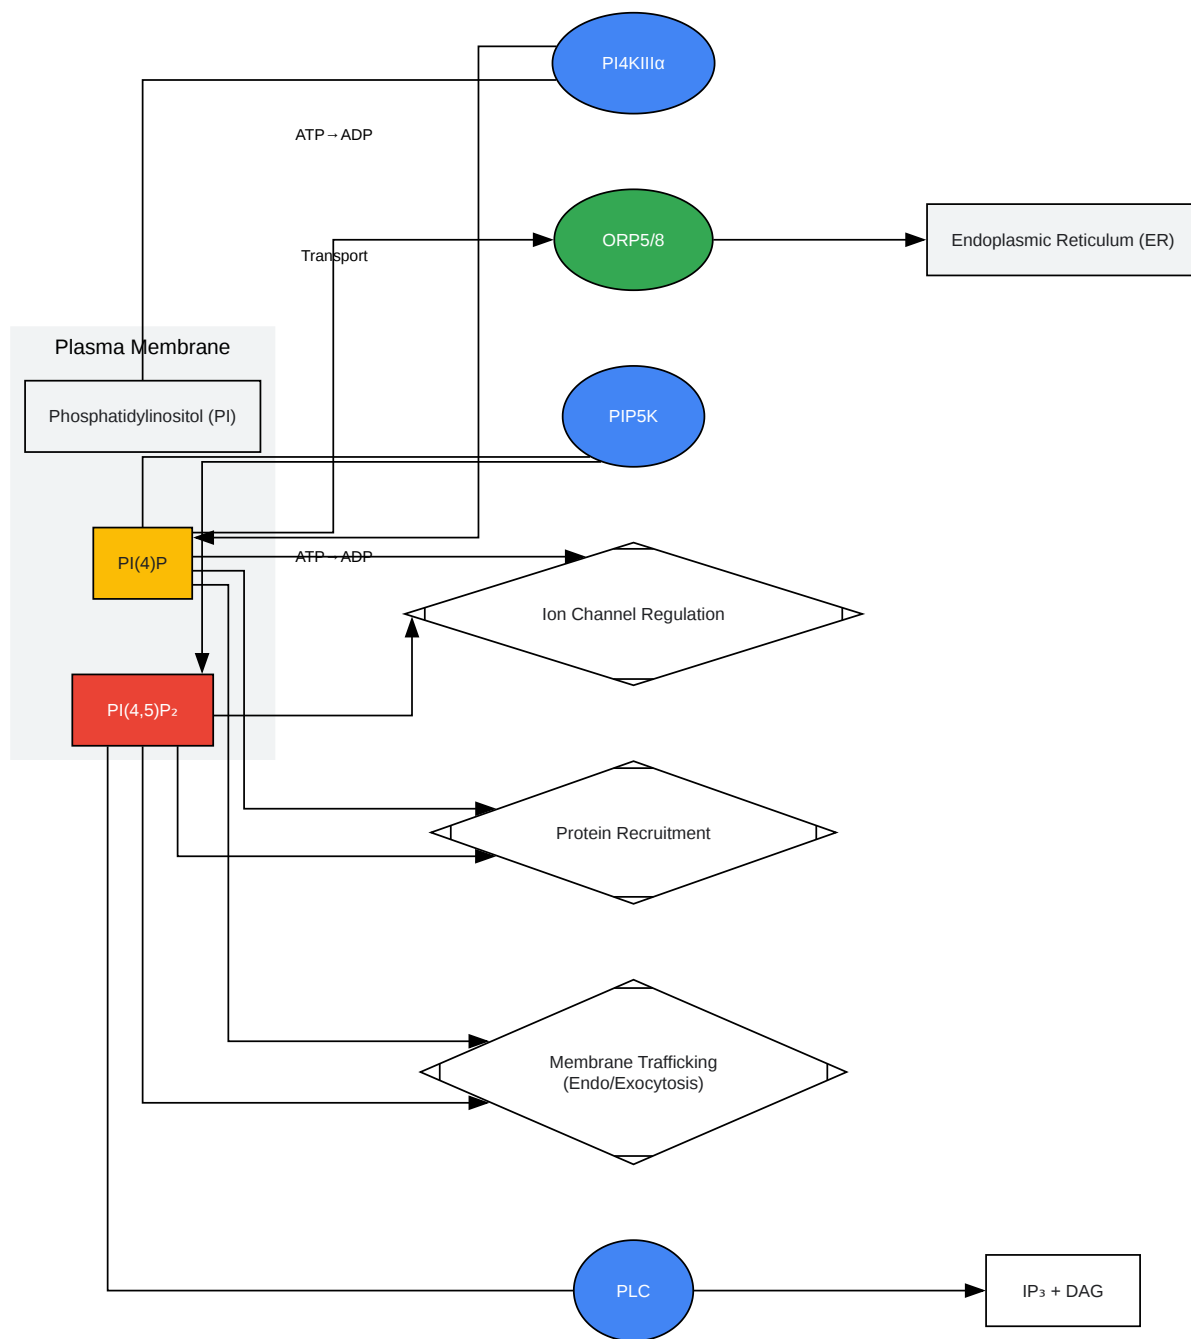 PI4KIIIα
ATP→ADP
ORP5/8
Endoplasmic Reticulum (ER)
Transport
Plasma Membrane
Phosphatidylinositol (PI)
PIP5K
PI(4)P
ATP→ADP
Ion Channel Regulation
PI(4,5)P₂
Protein Recruitment
Membrane Trafficking
(Endo/Exocytosis)
PLC
IP₃ + DAG